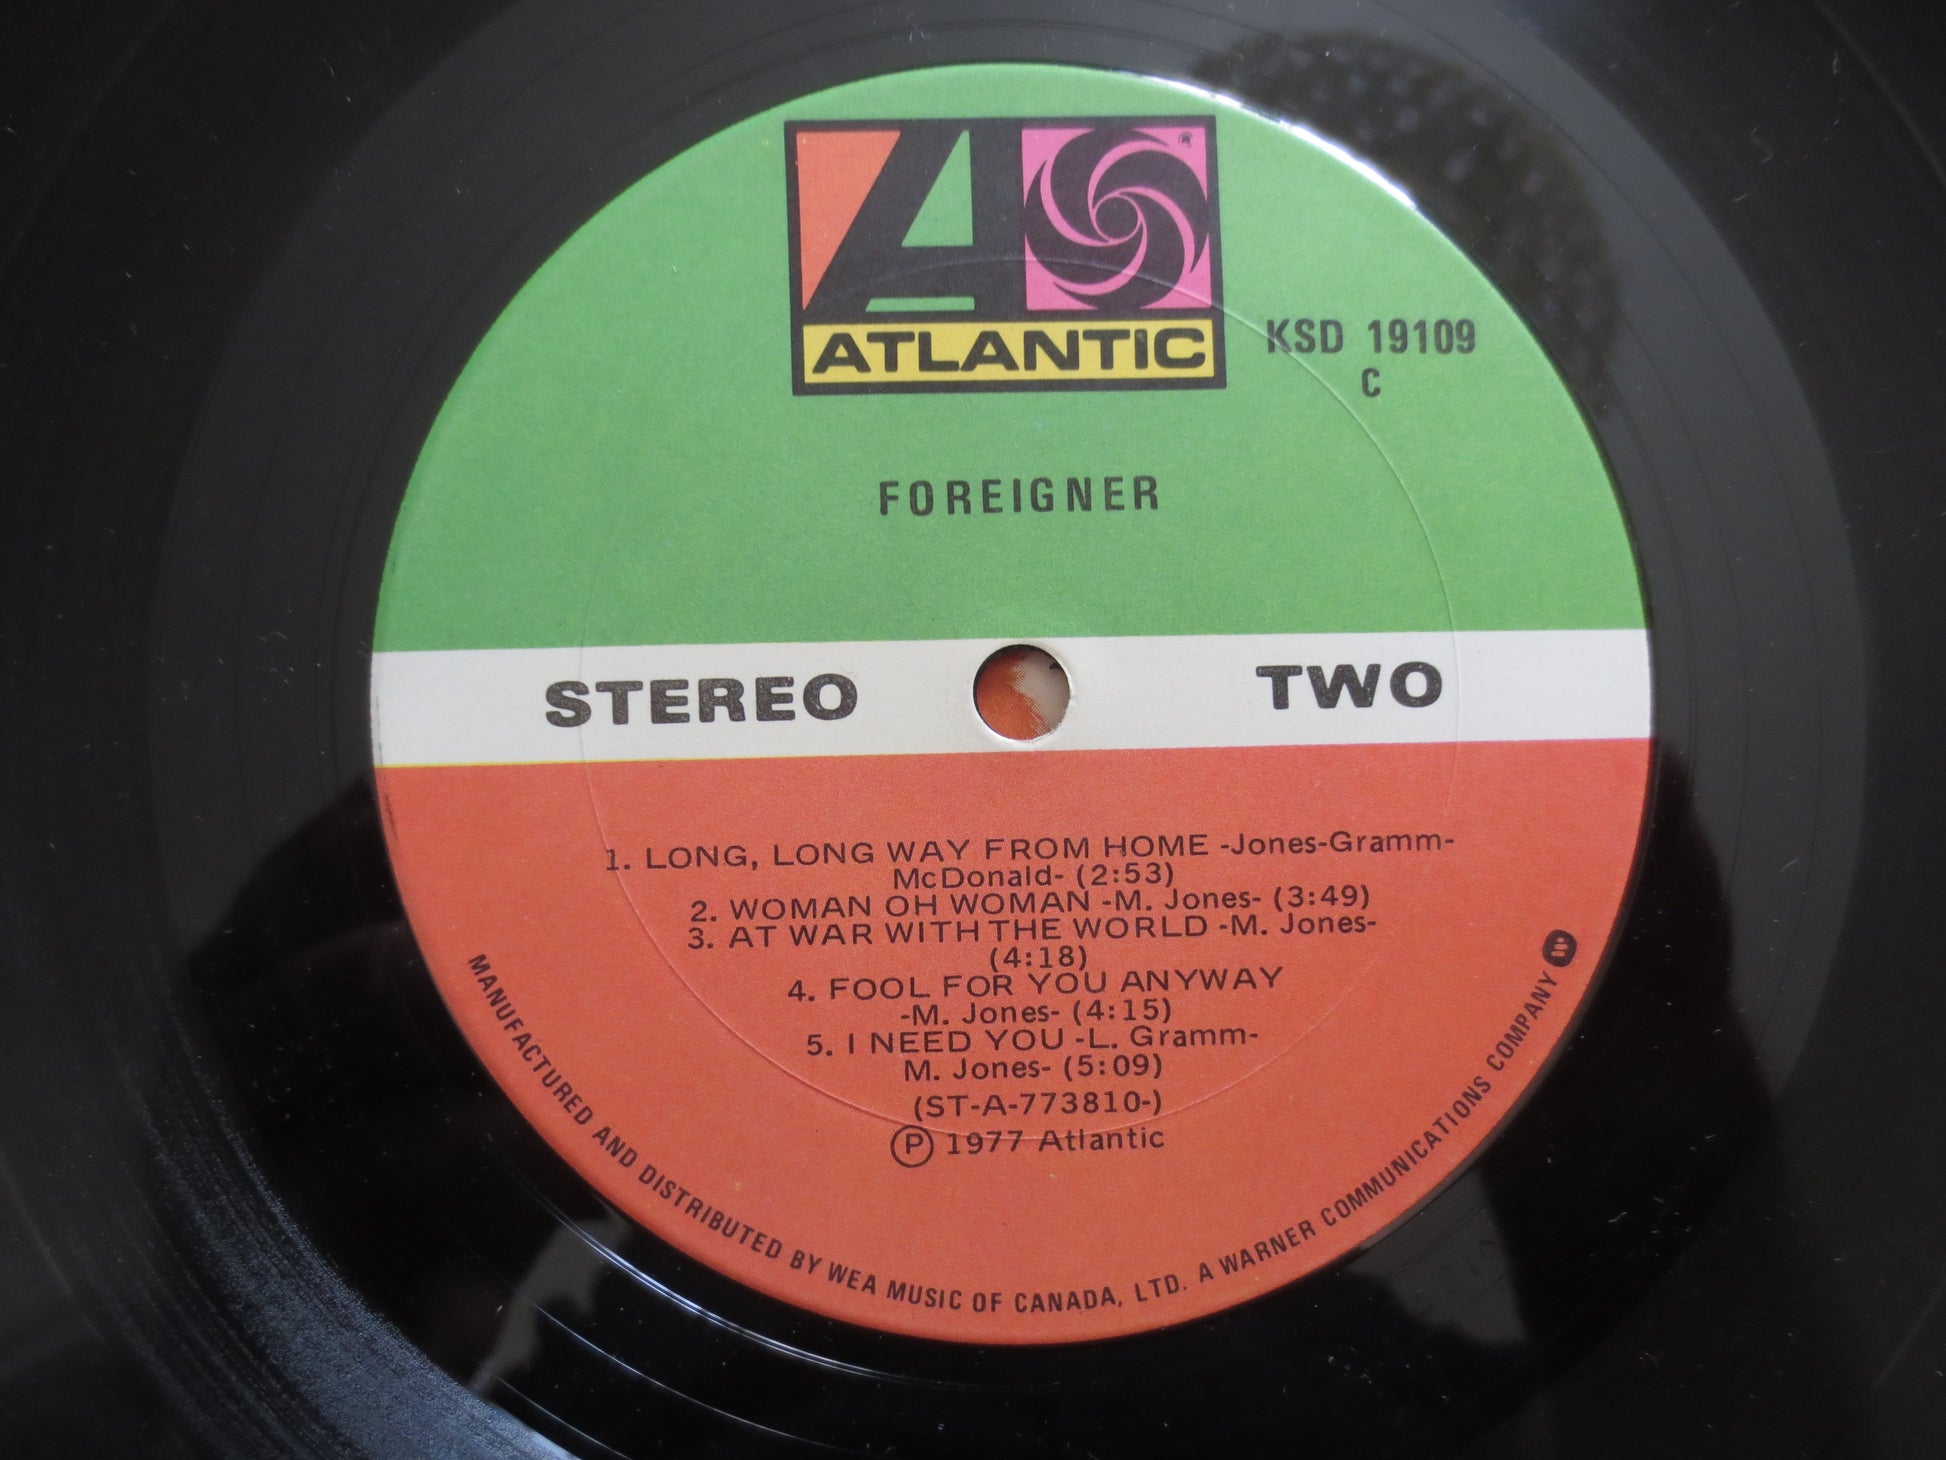 ATLANTIC
KSD 19109
C
FOREIGNER
STEREO TWO
1. LONG, LONG WAY FROM HOME -Jones-Gramm-
McDonald- (2:53)
2. WOMAN OH WOMAN -M. Jones- (3:49)
3. AT WAR WITH THE WORLD -M. Jones-
(4:18)
4. FOOL FOR YOU ANYWAY
-M. Jones- (4:15)
5. I NEED YOU -L. Gramm-
M. Jones- (5:09)
(ST-A-773810-)
Ⓟ 1977 Atlantic
MANUFACTURED AND DISTRIBUTED BY WEA MUSIC OF CANADA, LTD. A WARNER COMMUNICATIONS COMPANY